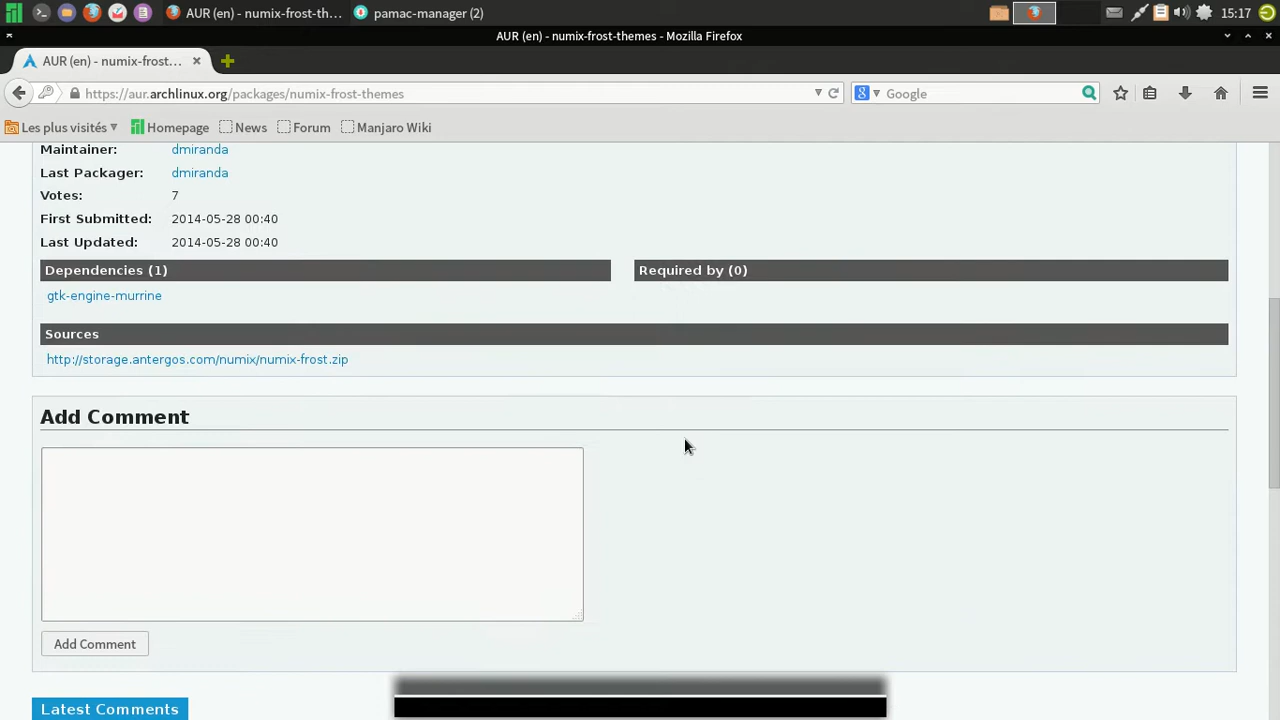 AUR (en) - numix-frost-th...
pamac-manager (2)
15:17
AUR (en) - numix-frost-themes - Mozilla Firefox
AUR (en) - numix-frost...
https://aur.archlinux.org/packages/numix-frost-themes
Google
Les plus visités
Homepage
News
Forum
Manjaro Wiki
Maintainer: dmiranda
Last Packager: dmiranda
Votes: 7
First Submitted: 2014-05-28 00:40
Last Updated: 2014-05-28 00:40
Dependencies (1)
Required by (0)
gtk-engine-murrine
Sources
http://storage.antergos.com/numix/numix-frost.zip
Add Comment
Add Comment
Latest Comments